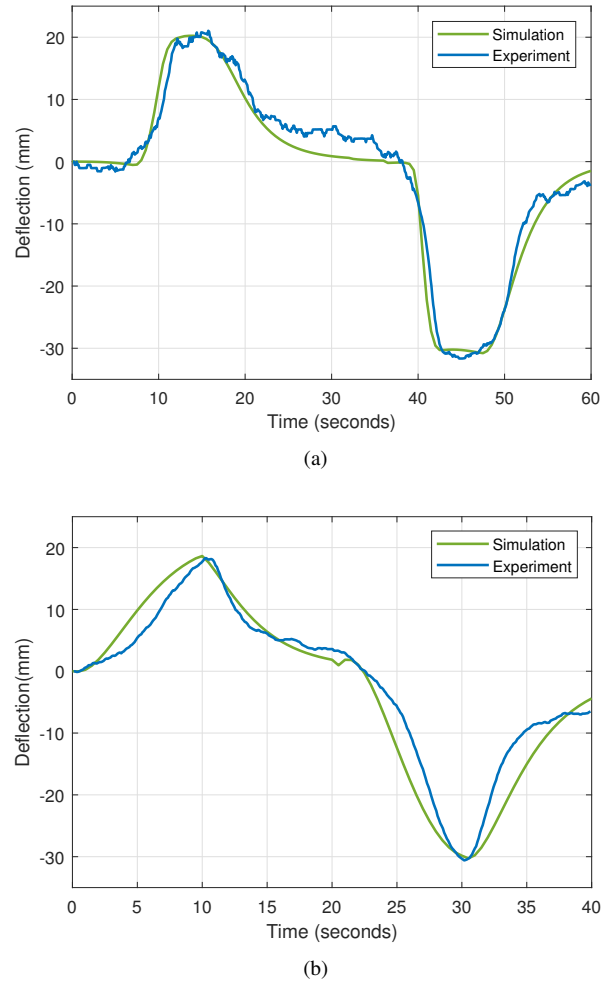 20
10
0
-10
-20
-30
Deflection (mm)
Simulation
Experiment
0 10 20 30 40 50 60
Time (seconds)
(a)
20
10
0
-10
-20
-30
Deflection(mm)
Simulation
Experiment
0 5 10 15 20 25 30 35 40
Time (seconds)
(b)